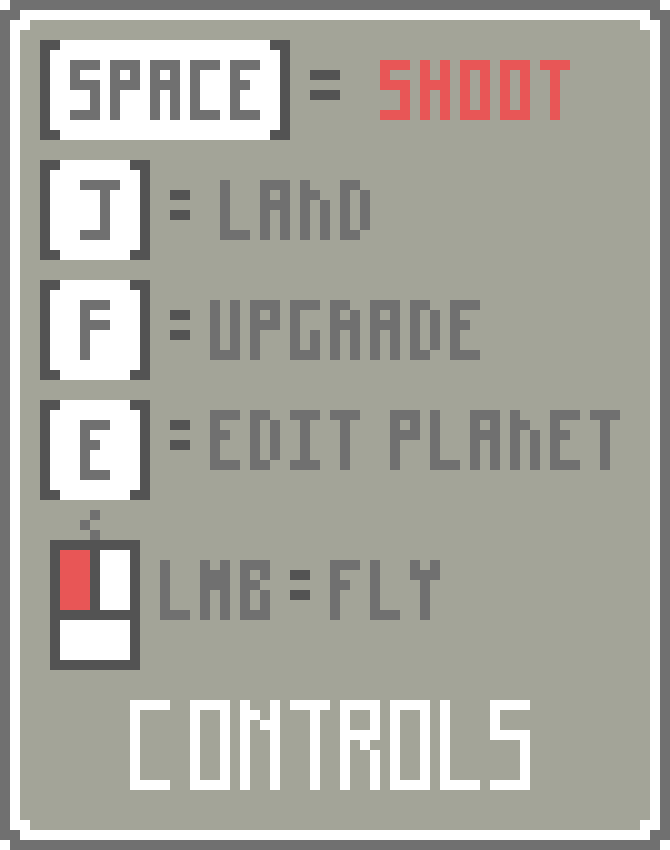 [SPACE] = SHOOT
[J] = LAND
[F] = UPGRADE
[E] = EDIT PLANET
LMB = FLY
CONTROLS